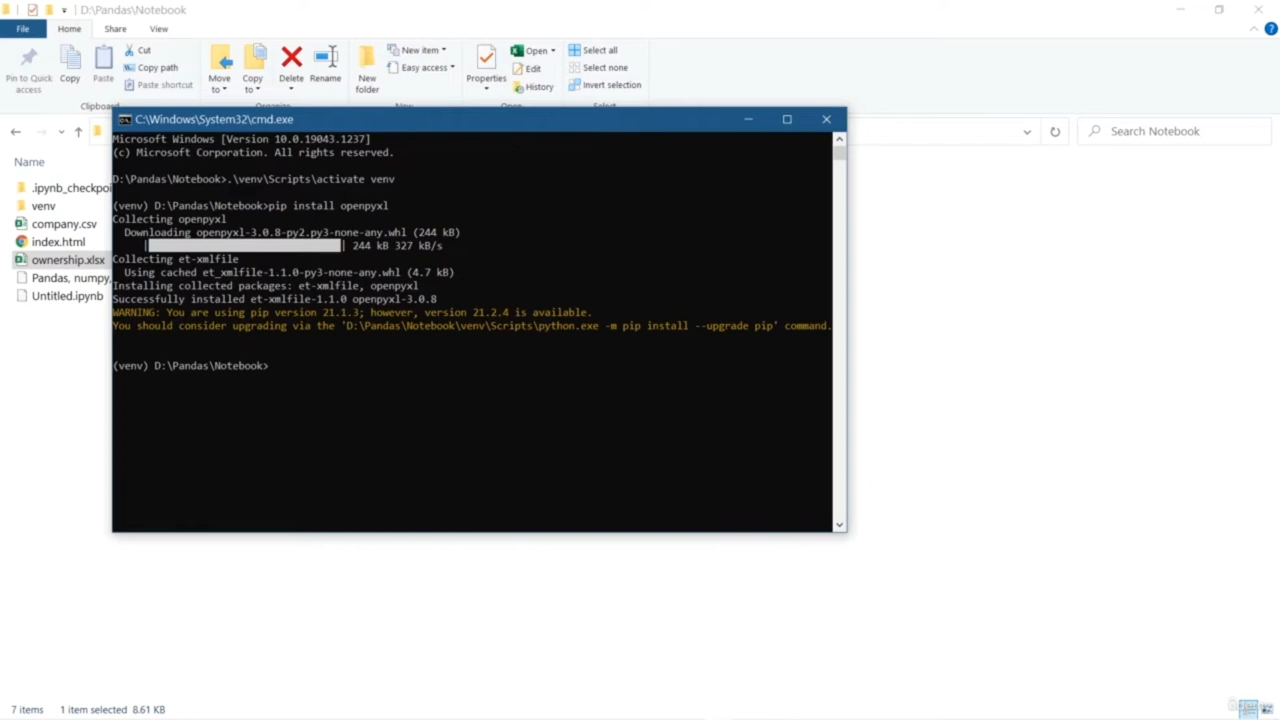 D:\Pandas\Notebook
File
Home
Share
View
Pin to Quick
access
Copy
Paste
Cut
Copy path
Paste shortcut
Move
to
Copy
to
Delete
Rename
New
folder
New item
Easy access
Properties
Open
Edit
History
Select all
Select none
Invert selection
Clipboard
Organize
New
Open
Select
Search Notebook
Name
.ipynb_checkpoi
venv
company.csv
index.html
ownership.xlsx
Pandas, numpy,
Untitled.ipynb
C:\Windows\System32\cmd.exe
Microsoft Windows [Version 10.0.19043.1237]
(c) Microsoft Corporation. All rights reserved.
D:\Pandas\Notebook>.\venv\Scripts\activate venv
(venv) D:\Pandas\Notebook>pip install openpyxl
Collecting openpyxl
Downloading openpyxl-3.0.8-py2.py3-none-any.whl (244 kB)
| | 244 kB 327 kB/s
Collecting et-xmlfile
Using cached et_xmlfile-1.1.0-py3-none-any.whl (4.7 kB)
Installing collected packages: et-xmlfile, openpyxl
Successfully installed et-xmlfile-1.1.0 openpyxl-3.0.8
WARNING: You are using pip version 21.1.3; however, version 21.2.4 is available.
You should consider upgrading via the 'D:\Pandas\Notebook\venv\Scripts\python.exe -m pip install --upgrade pip' command.
(venv) D:\Pandas\Notebook>
7 items
1 item selected 8.61 KB